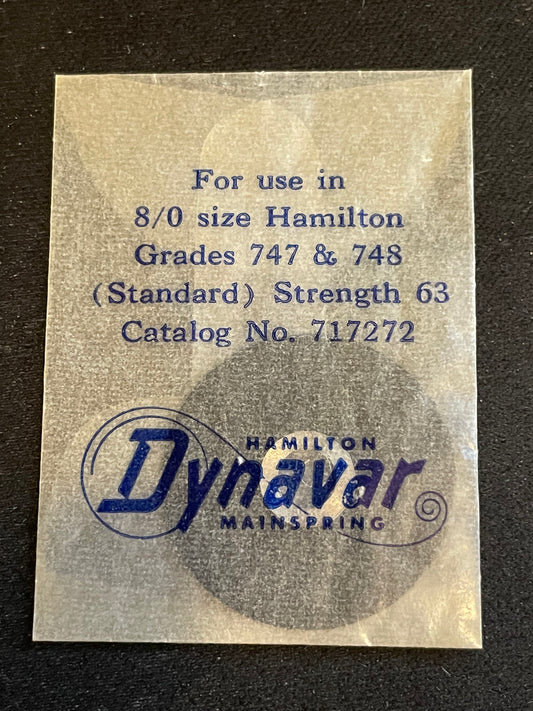 For use in
8/0 size Hamilton
Grades 747 & 748
(Standard) Strength 63
Catalog No. 717272
HAMILTON
Dynavar
MAINSPRING